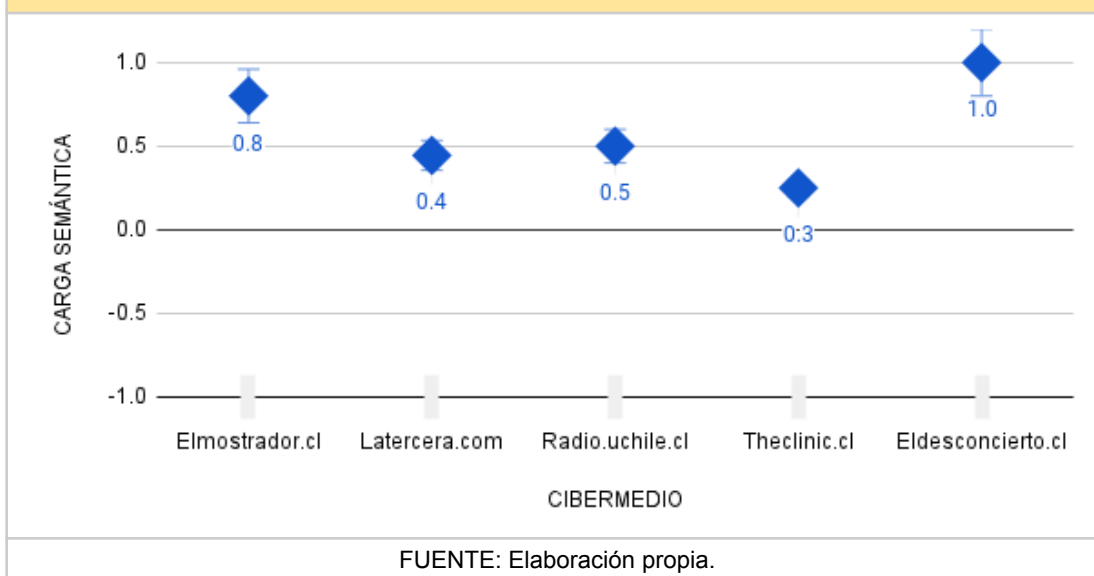 1.0
0.5
0.0
-0.5
-1.0
CARGA SEMÁNTICA
0.8
0.4
0.5
0.3
1.0
Elmostrador.cl Latercera.com Radio.uchile.cl Theclinic.cl Eldesconcierto.cl
CIBERMEDIO
FUENTE: Elaboración propia.